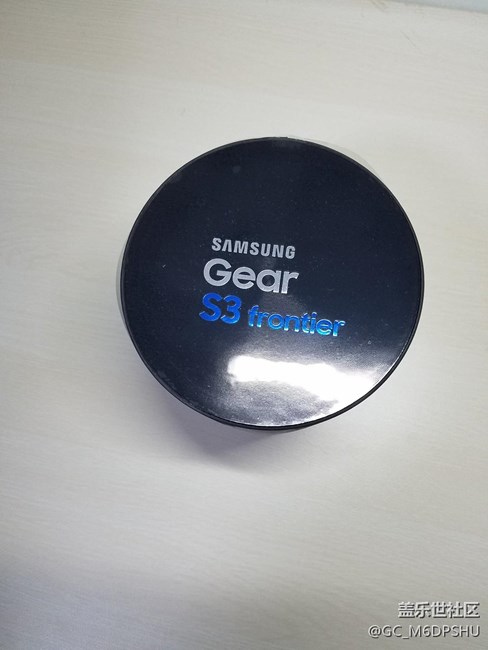 SAMSUNG
Gear
S3 frontier
盖乐世社区
@GC_M6DPSHU